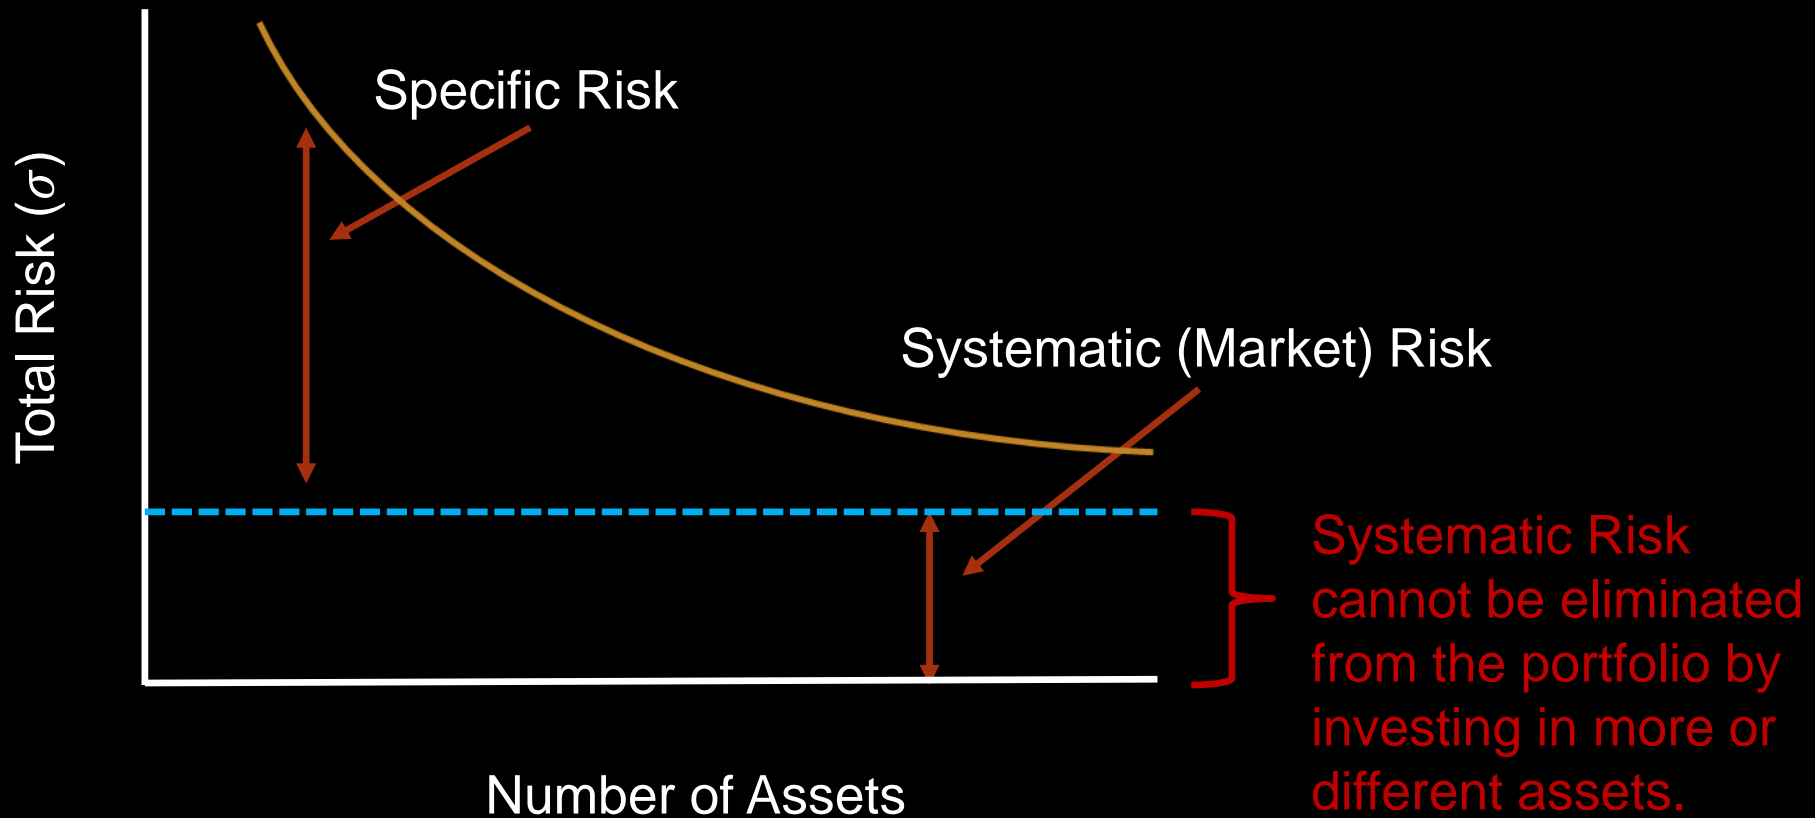 Specific Risk
Total Risk (σ)
Systematic (Market) Risk
Systematic Risk
cannot be eliminated
from the portfolio by
investing in more or
different assets.
Number of Assets